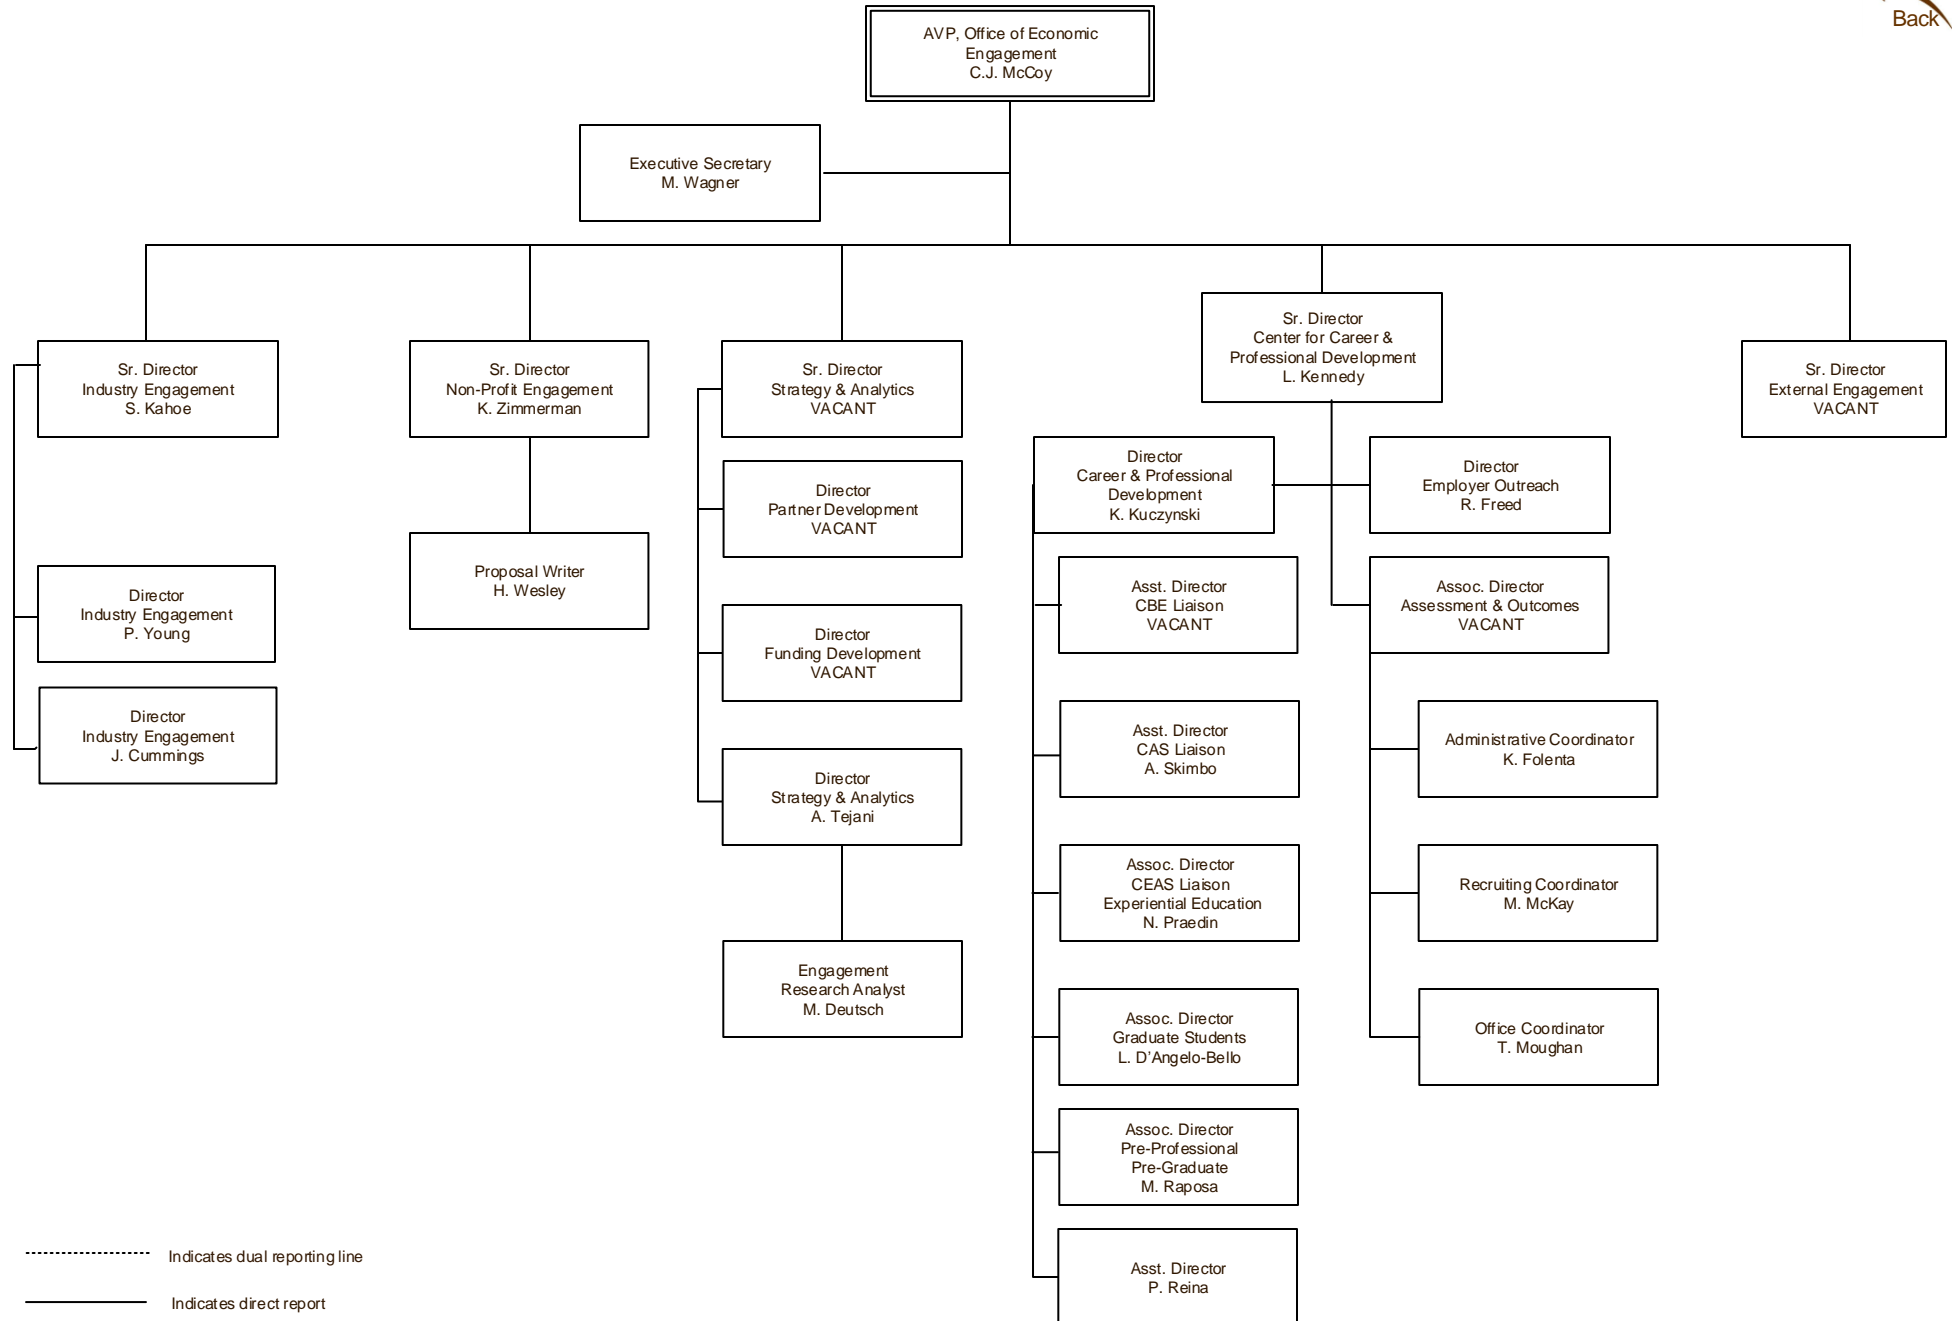 Back
AVP, Office of Economic
Engagement
C.J. McCoy
Executive Secretary
M. Wagner
Sr. Director
Industry Engagement
S. Kahoe
Director
Industry Engagement
P. Young
Director
Industry Engagement
J. Cummings
Sr. Director
Non-Profit Engagement
K. Zimmerman
Proposal Writer
H. Wesley
Sr. Director
Strategy & Analytics
VACANT
Director
Partner Development
VACANT
Director
Funding Development
VACANT
Director
Strategy & Analytics
A. Tejani
Engagement
Research Analyst
M. Deutsch
Sr. Director
Center for Career &
Professional Development
L. Kennedy
Director
Career & Professional
Development
K. Kuczynski
Asst. Director
CBE Liaison
VACANT
Asst. Director
CAS Liaison
A. Skimbo
Assoc. Director
CEAS Liaison
Experiential Education
N. Praedin
Assoc. Director
Graduate Students
L. D'Angelo-Bello
Assoc. Director
Pre-Professional
Pre-Graduate
M. Raposa
Asst. Director
P. Reina
Director
Employer Outreach
R. Freed
Assoc. Director
Assessment & Outcomes
VACANT
Administrative Coordinator
K. Folenta
Recruiting Coordinator
M. McKay
Office Coordinator
T. Moughan
Sr. Director
External Engagement
VACANT
Indicates dual reporting line
Indicates direct report